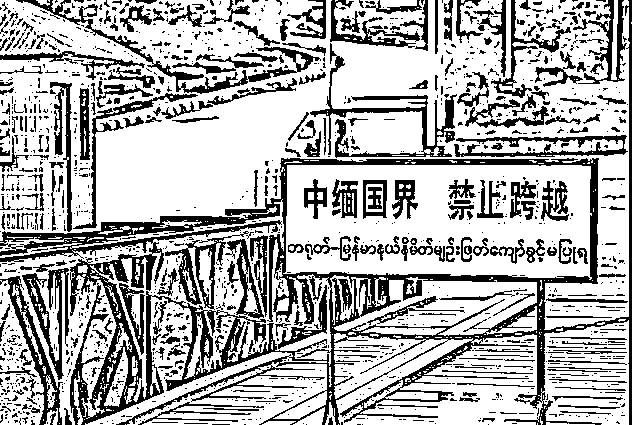 中缅国界 禁止跨越
တရုတ်-မြန်မာနယ်နိမိတ်မျဉ်းဖြတ်ကျော်ခွင့်မပြုရ